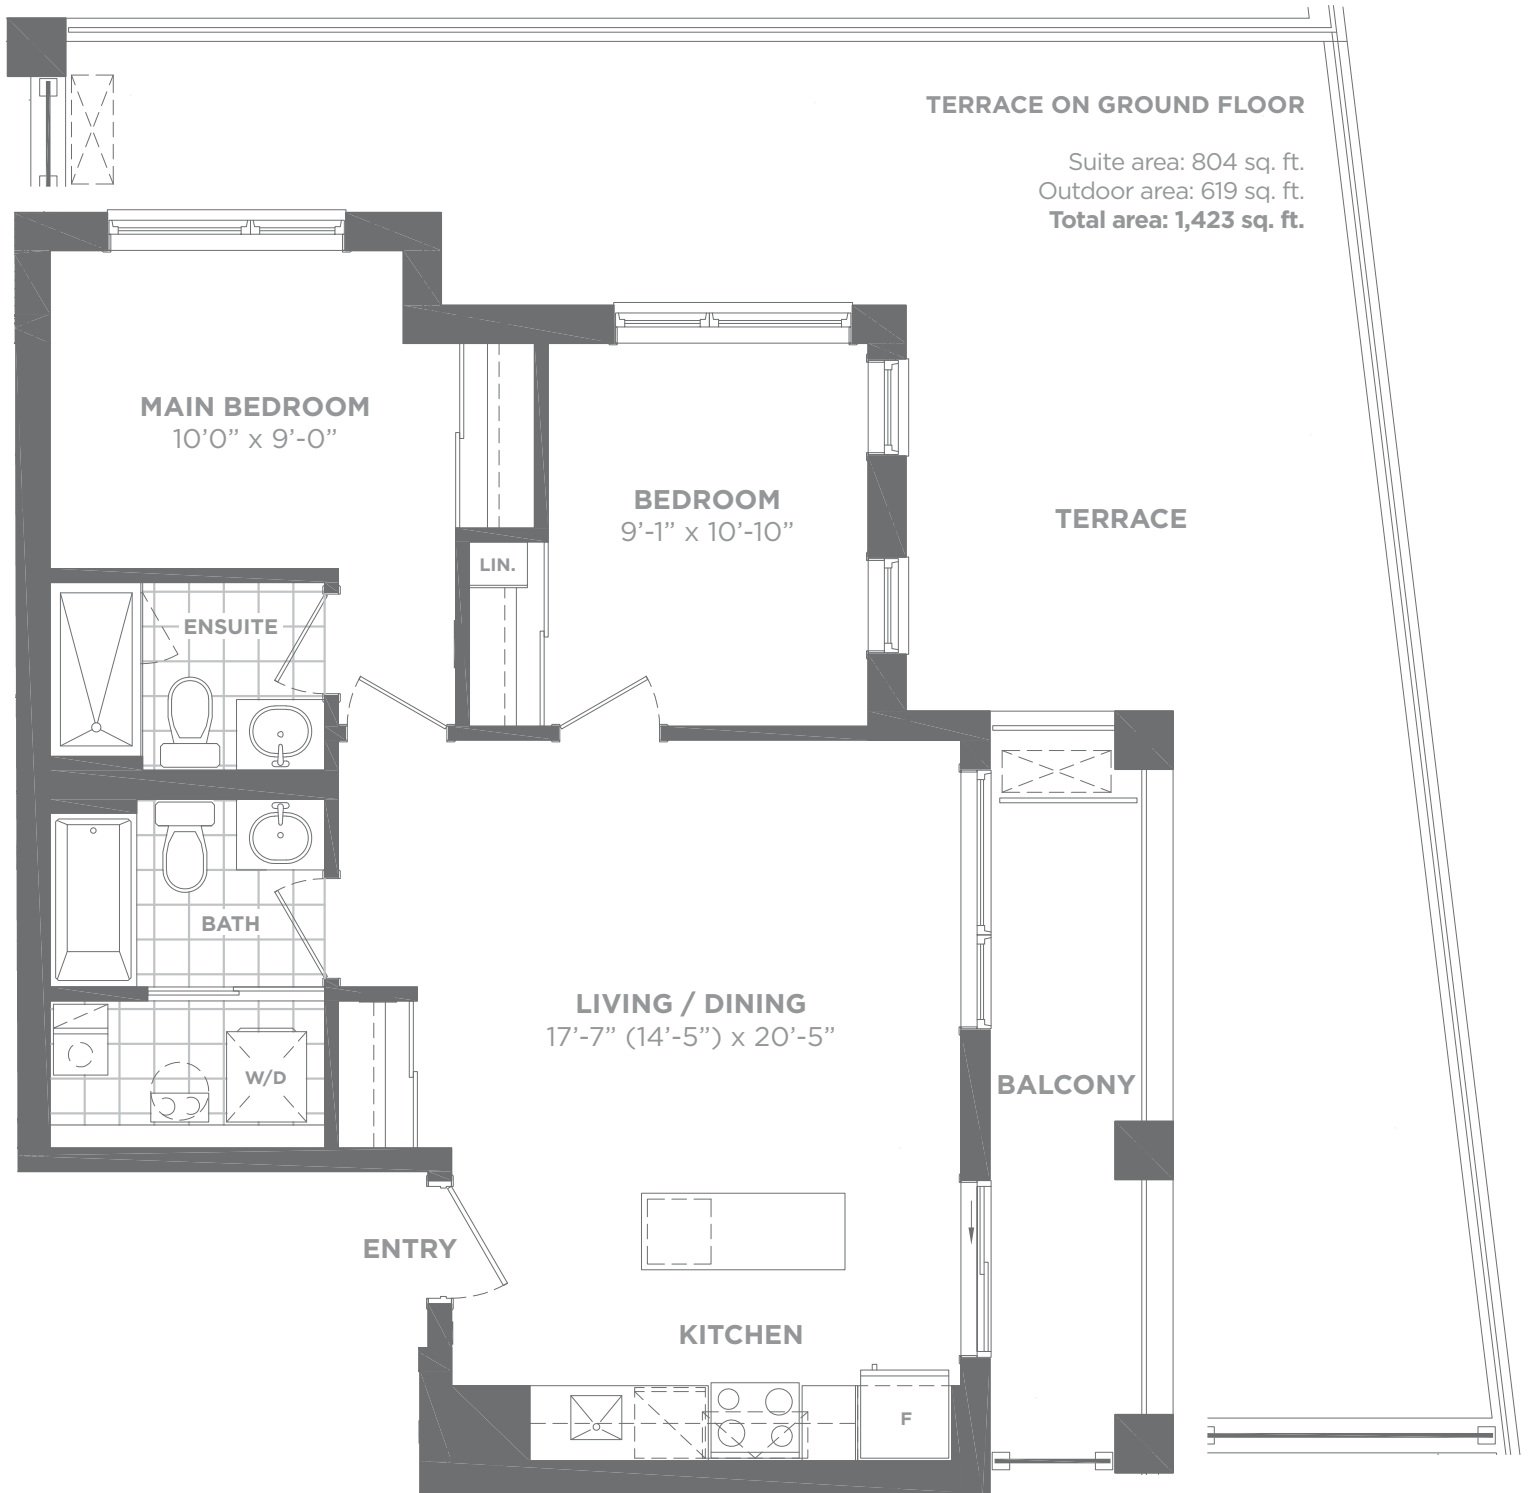 TERRACE ON GROUND FLOOR
Suite area: 804 sq. ft.
Outdoor area: 619 sq. ft.
Total area: 1,423 sq. ft.
MAIN BEDROOM
10’0” x 9’-0”
BEDROOM
9’-1” x 10’-10”
TERRACE
LIN.
ENSUITE
BATH
LIVING / DINING
17’-7” (14’-5”) x 20’-5”
W/D
BALCONY
ENTRY
KITCHEN
F